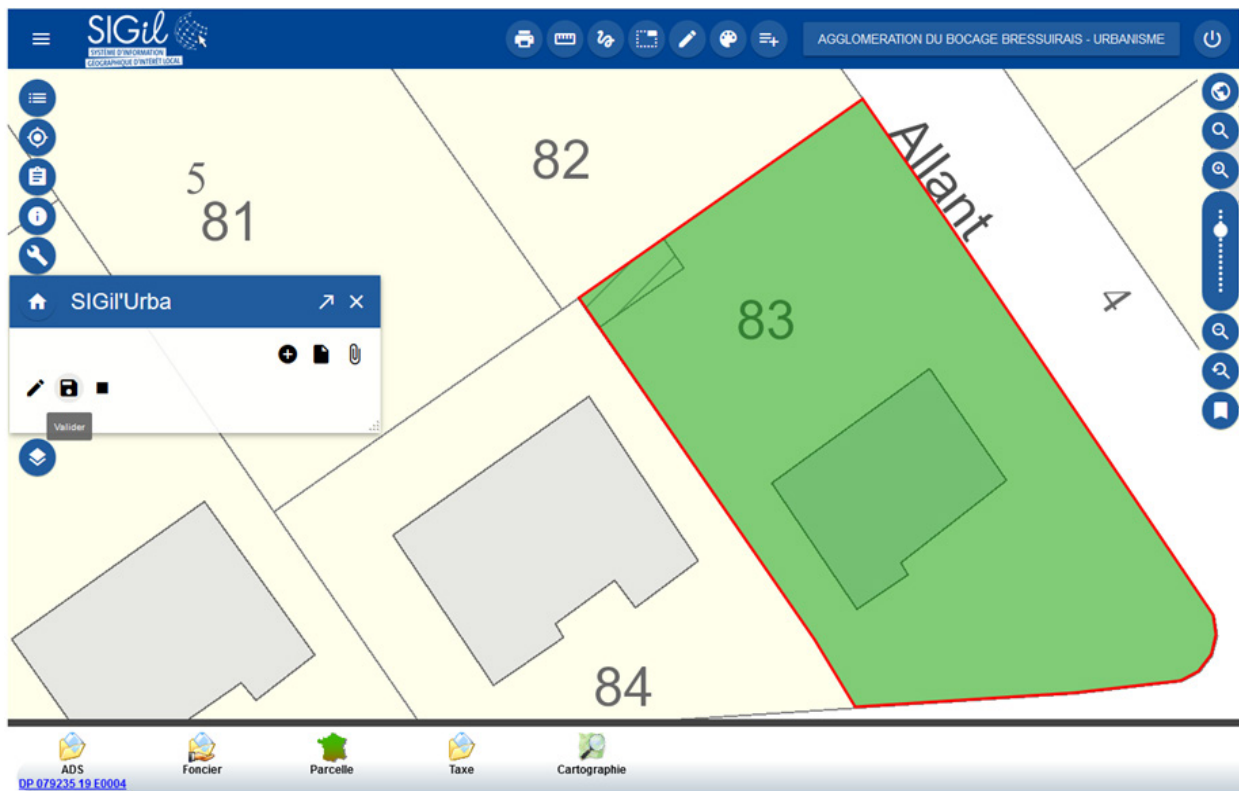 SIGil
SYSTÈME D'INFORMATION
GÉOGRAPHIQUE D'INTÉRÊT LOCAL
AGGLOMERATION DU BOCAGE BRESSUIRAIS - URBANISME
82
Allant
5
81
SIGil'Urba
83
4
Valider
84
ADS
Foncier
Parcelle
Taxe
Cartographie
DP 079235 19 E0004